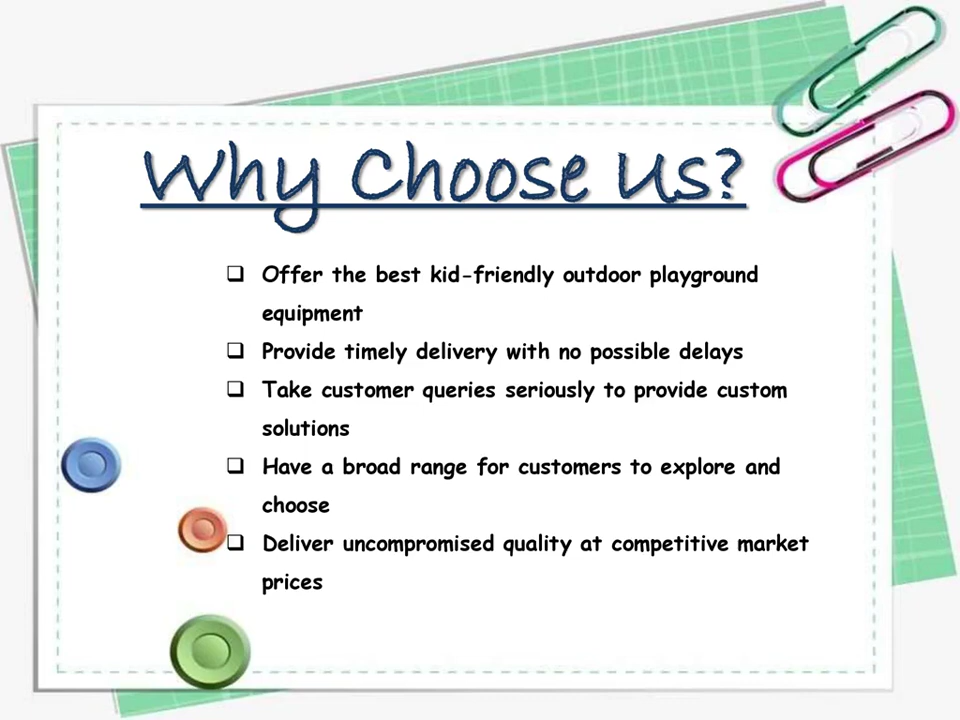 Why Choose Us?
❑ Offer the best kid-friendly outdoor playground
equipment
❑ Provide timely delivery with no possible delays
❑ Take customer queries seriously to provide custom
solutions
❑ Have a broad range for customers to explore and
choose
❑ Deliver uncompromised quality at competitive market
prices